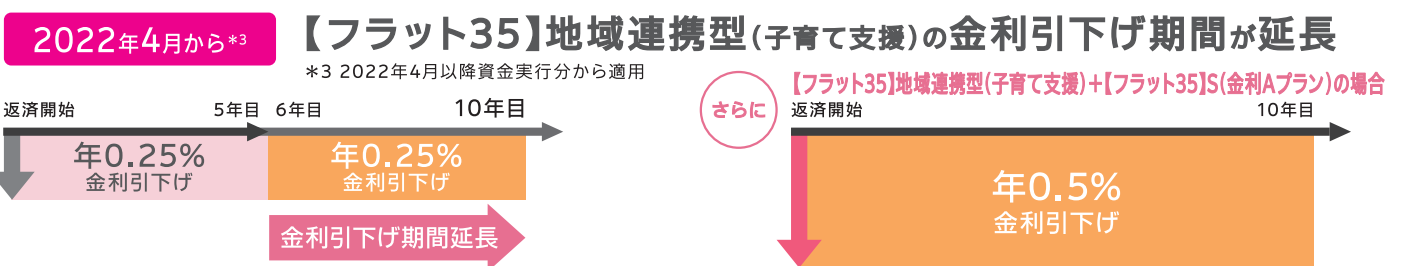 2022年4月から*3
【フラット35】地域連携型(子育て支援)の金利引下げ期間が延長
*3 2022年4月以降資金実行分から適用
返済開始 5年目 6年目 10年目
年0.25% 年0.25%
金利引下げ 金利引下げ
金利引下げ期間延長
さらに
【フラット35】地域連携型(子育て支援)+【フラット35】S(金利Aプラン)の場合
返済開始 10年目
年0.5%
金利引下げ